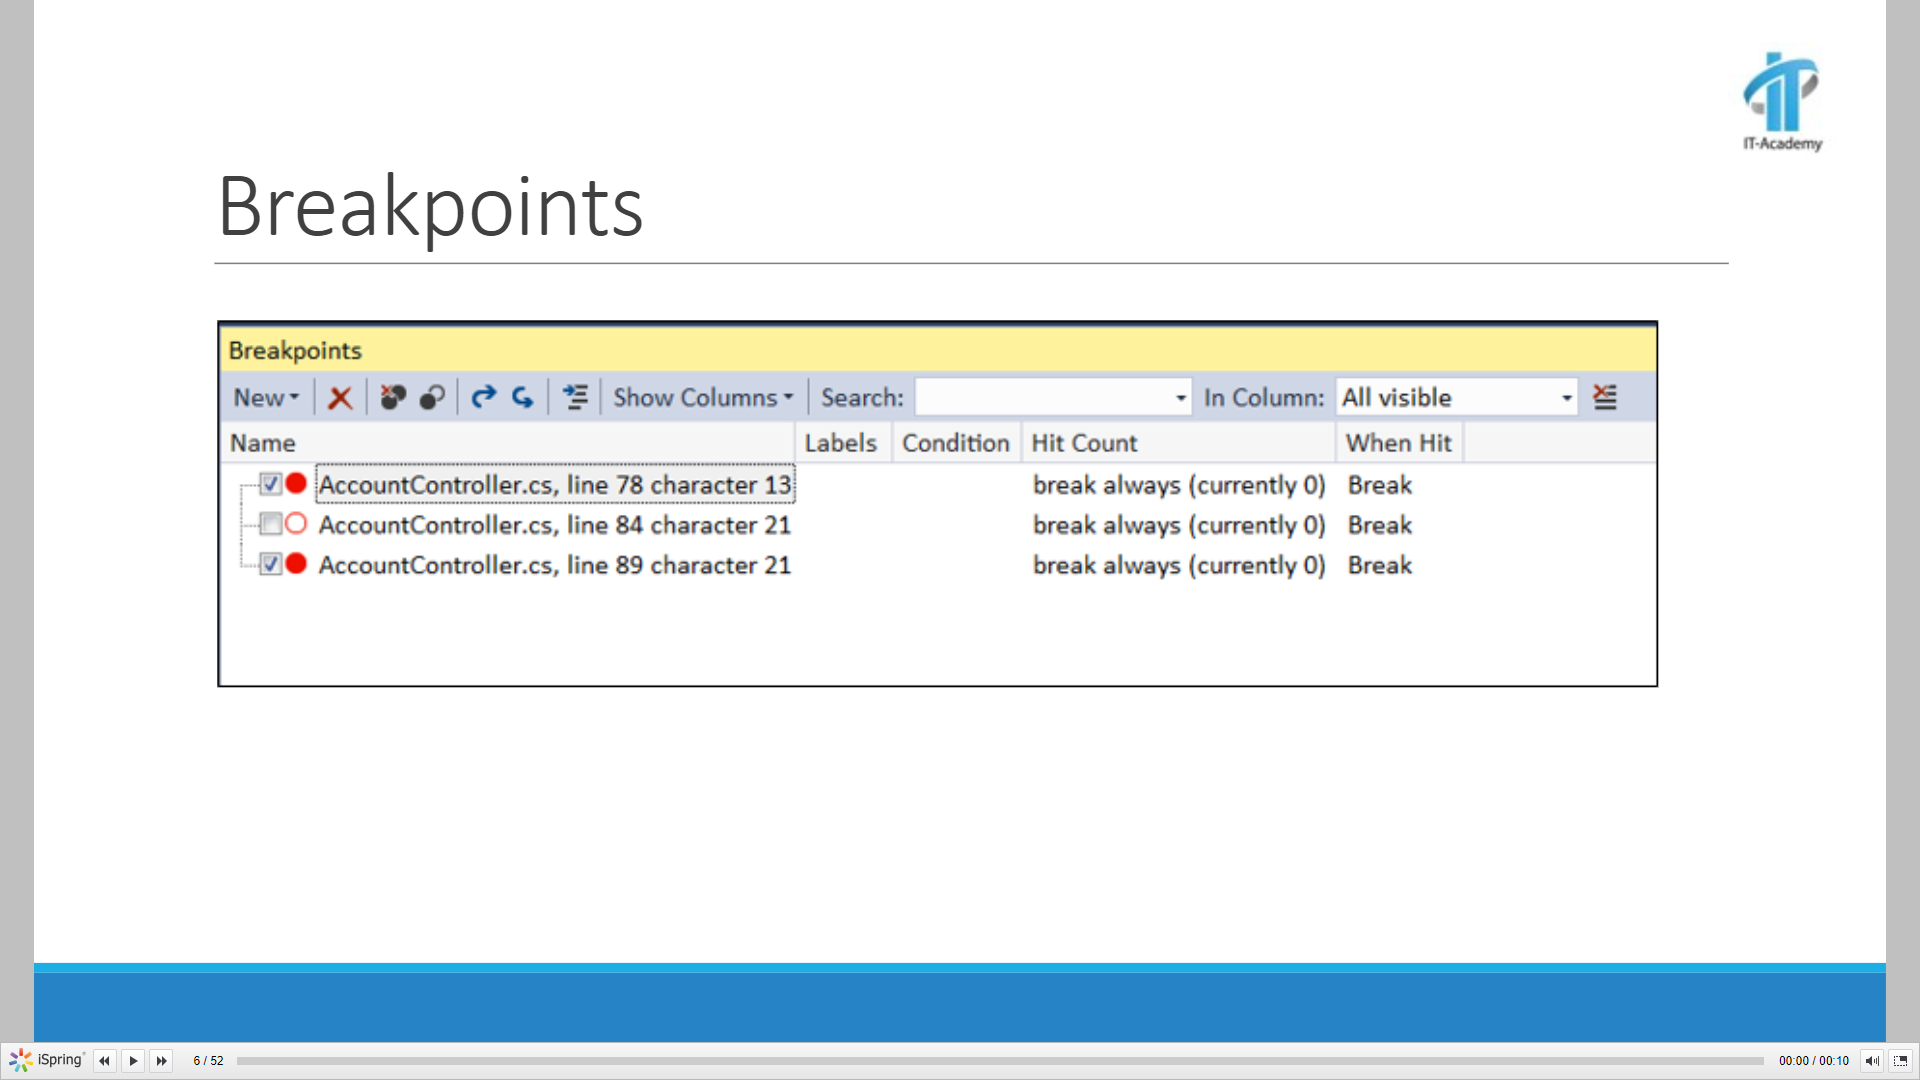 IT-Academy
Breakpoints
Breakpoints
New Show Columns Search: In Column: All visible
Name Labels Condition Hit Count When Hit
AccountController.cs, line 78 character 13 break always (currently 0) Break
AccountController.cs, line 84 character 21 break always (currently 0) Break
AccountController.cs, line 89 character 21 break always (currently 0) Break
iSpring 6 / 52 00:00 / 00:10